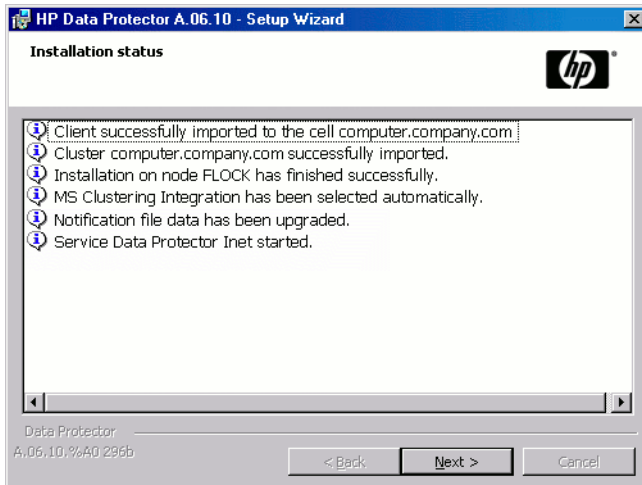 HP Data Protector A.06.10 - Setup Wizard
Installation status
hp
Client successfully imported to the cell computer.company.com
Cluster computer.company.com successfully imported.
Installation on node FLOCK has finished successfully.
MS Clustering Integration has been selected automatically.
Notification file data has been upgraded.
Service Data Protector Inet started.
Data Protector
A.06.10.%A0 296b
< Back
Next >
Cancel